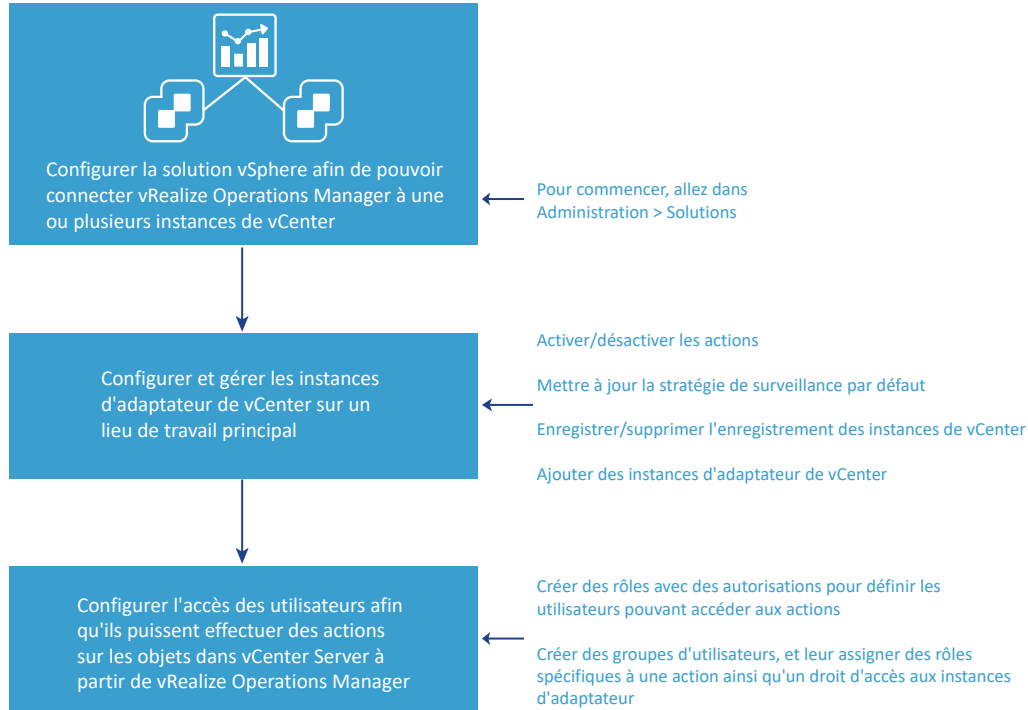 Configurer la solution vSphere afin de pouvoir
connecter vRealize Operations Manager à une
ou plusieurs instances de vCenter
Pour commencer, allez dans
Administration > Solutions
Configurer et gérer les instances
d'adaptateur de vCenter sur un
lieu de travail principal
Activer/désactiver les actions
Mettre à jour la stratégie de surveillance par défaut
Enregistrer/supprimer l'enregistrement des instances de vCenter
Ajouter des instances d'adaptateur de vCenter
Configurer l'accès des utilisateurs afin
qu'ils puissent effectuer des actions
sur les objets dans vCenter Server à
partir de vRealize Operations Manager
Créer des rôles avec des autorisations pour définir les
utilisateurs pouvant accéder aux actions
Créer des groupes d'utilisateurs, et leur assigner des rôles
spécifiques à une action ainsi qu'un droit d'accès aux instances
d'adaptateur